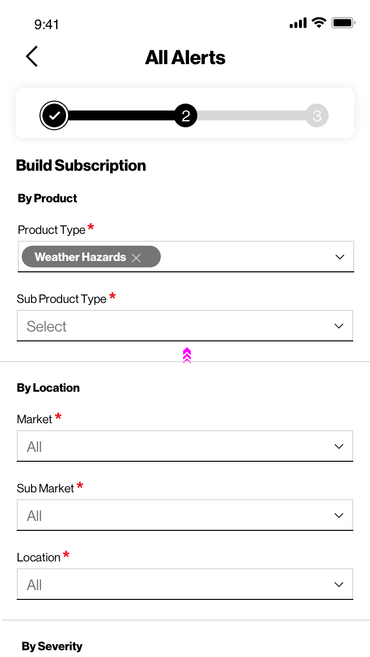 9:41
All Alerts
2
3
Build Subscription
By Product
Product Type *
Weather Hazards
Sub Product Type *
Select
By Location
Market *
All
Sub Market *
All
Location *
All
By Severity